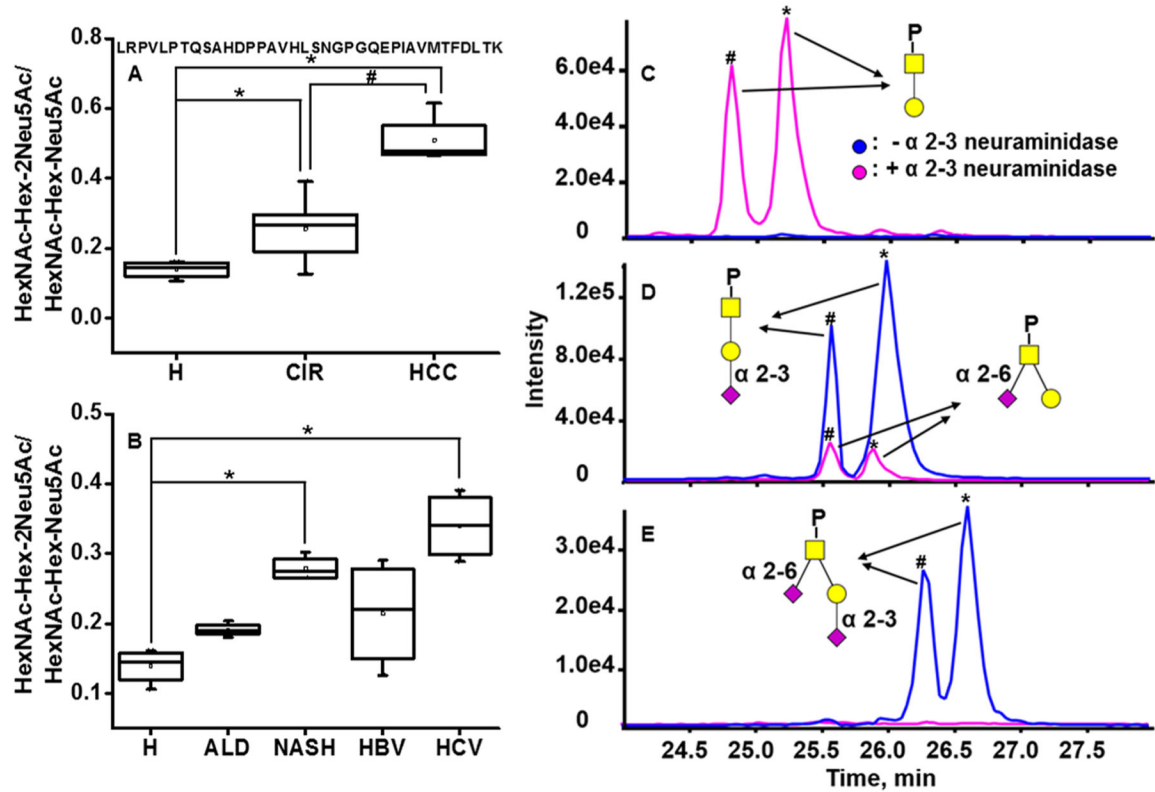 LRPVLPTQSAHDPPAVHLSNGPGQEPIAVMTFDLTK
A
HexNAc-Hex-2Neu5Ac/
HexNAc-Hex-Neu5Ac
0.8
0.6
0.4
0.2
0.0
*
#
*
H CIR HCC
B
HexNAc-Hex-2Neu5Ac/
HexNAc-Hex-Neu5Ac
0.5
0.4
0.3
0.2
0.1
*
*
H ALD NASH HBV HCV
Intensity
C
6.0e4
4.0e4
2.0e4
0
#
*
P
: - α 2-3 neuraminidase
: + α 2-3 neuraminidase
D
1.2e5
8.0e4
4.0e4
0
P
α 2-3
#
*
#
*
P
α 2-6
E
3.0e4
2.0e4
1.0e4
0
P
α 2-6
α 2-3
#
*
24.5 25.0 25.5 26.0 26.5 27.0 27.5
Time, min